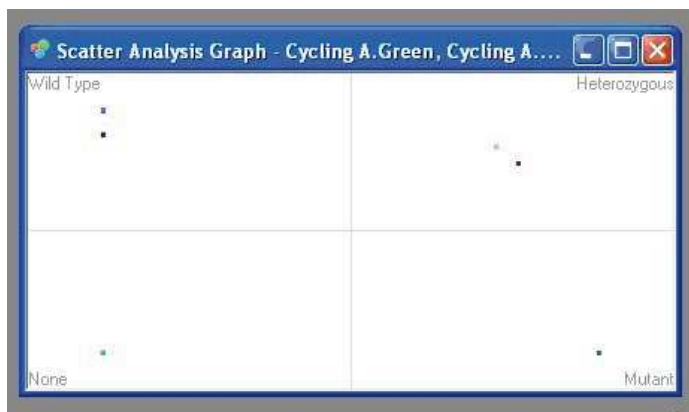 Scatter Analysis Graph - Cycling A.Green, Cycling A....
Wild Type
Heterozygous
None
Mutant